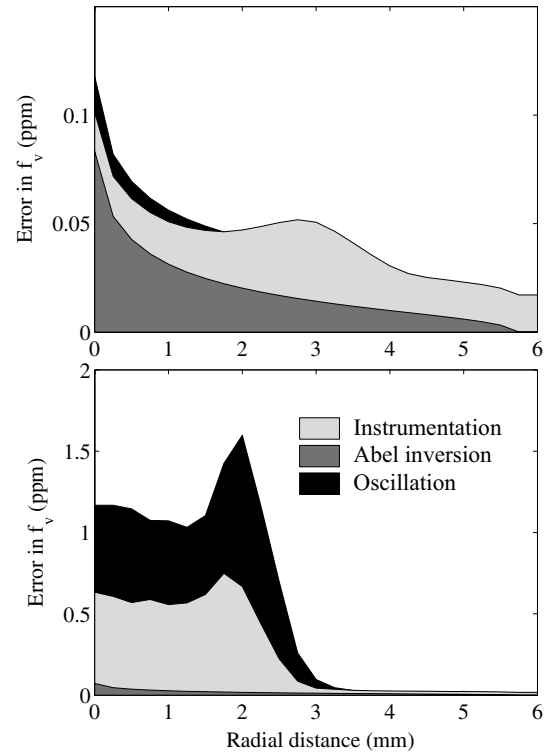 0.1
0.05
0
Error in f_v (ppm)
0 1 2 3 4 5 6
2
1.5
1
0.5
0
Error in f_v (ppm)
Instrumentation
Abel inversion
Oscillation
0 1 2 3 4 5 6
Radial distance (mm)